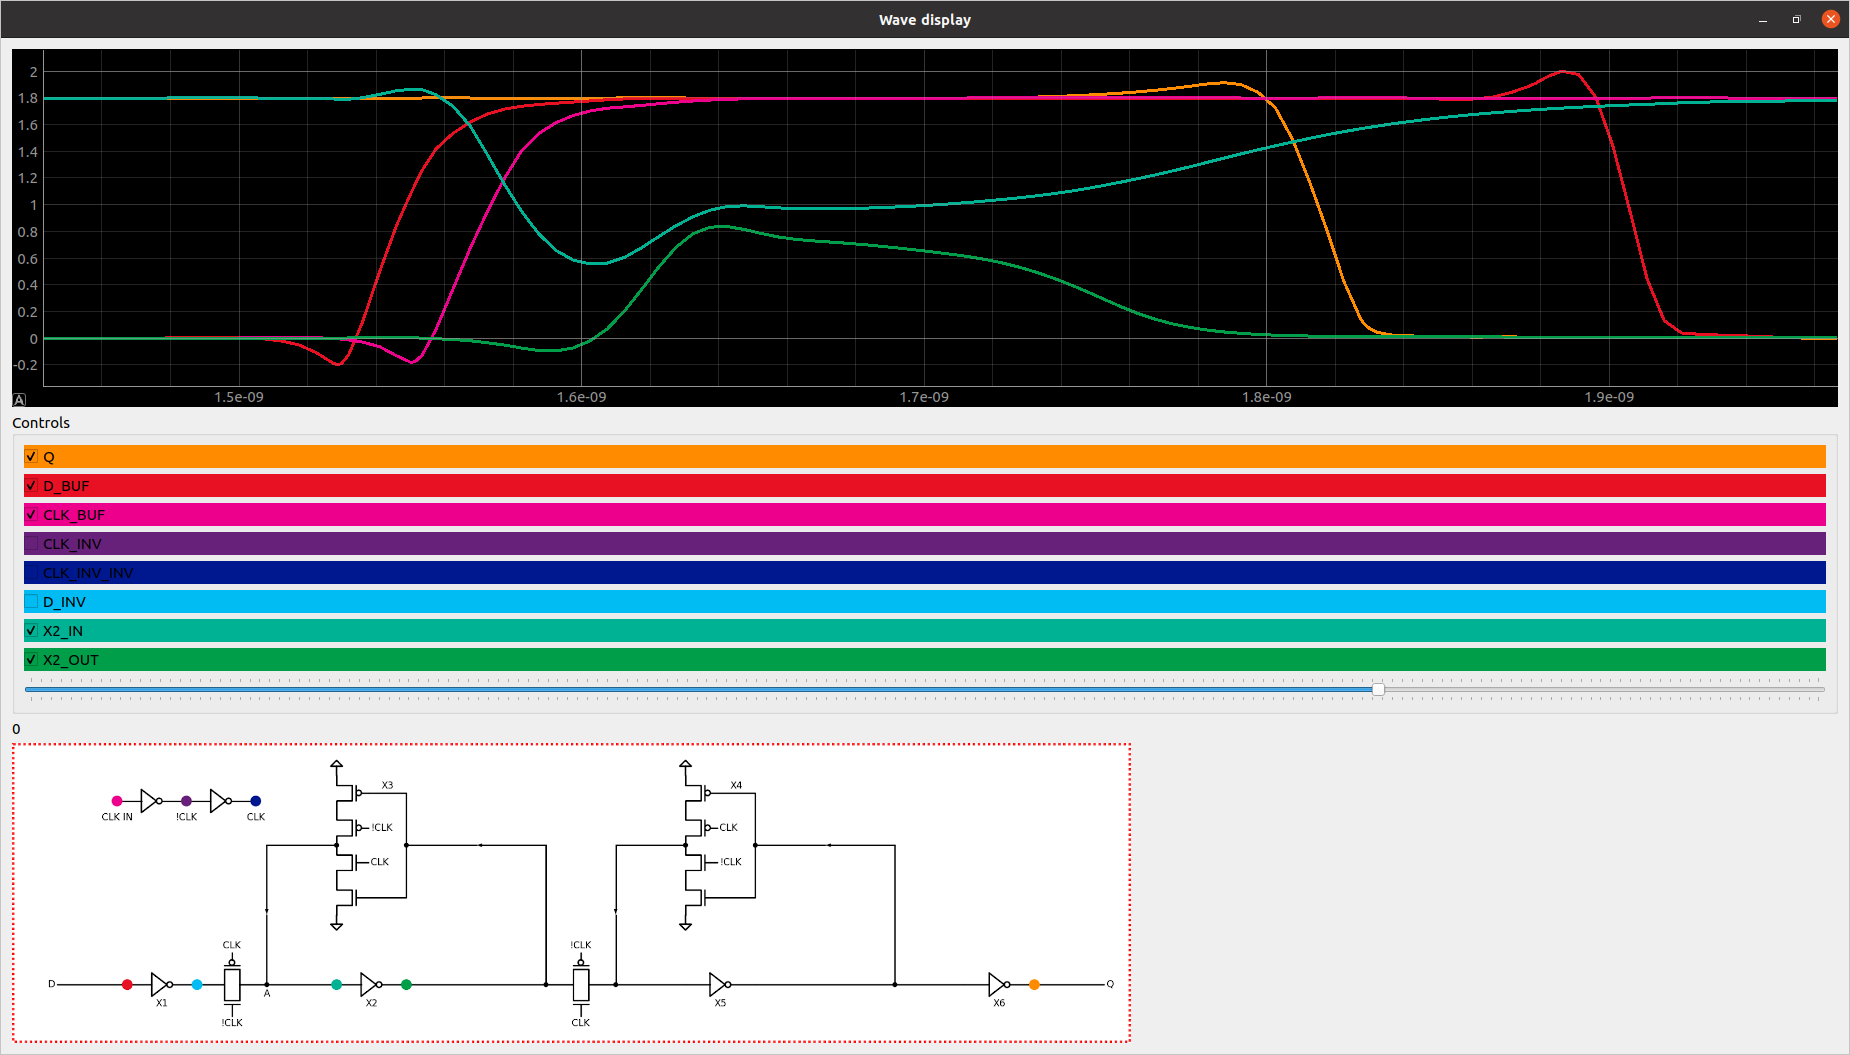 Wave display
2
1.8
1.6
1.4
1.2
1
0.8
0.6
0.4
0.2
0
-0.2
A
1.5e-09 1.6e-09 1.7e-09 1.8e-09 1.9e-09
Controls
Q
D_BUF
CLK_BUF
CLK_INV
CLK_INV_INV
D_INV
X2_IN
X2_OUT
0
X3 X4
CLK IN !CLK CLK
!CLK CLK
CLK !CLK
CLK !CLK
D A Q
X1 X2 X5 X6
!CLK CLK